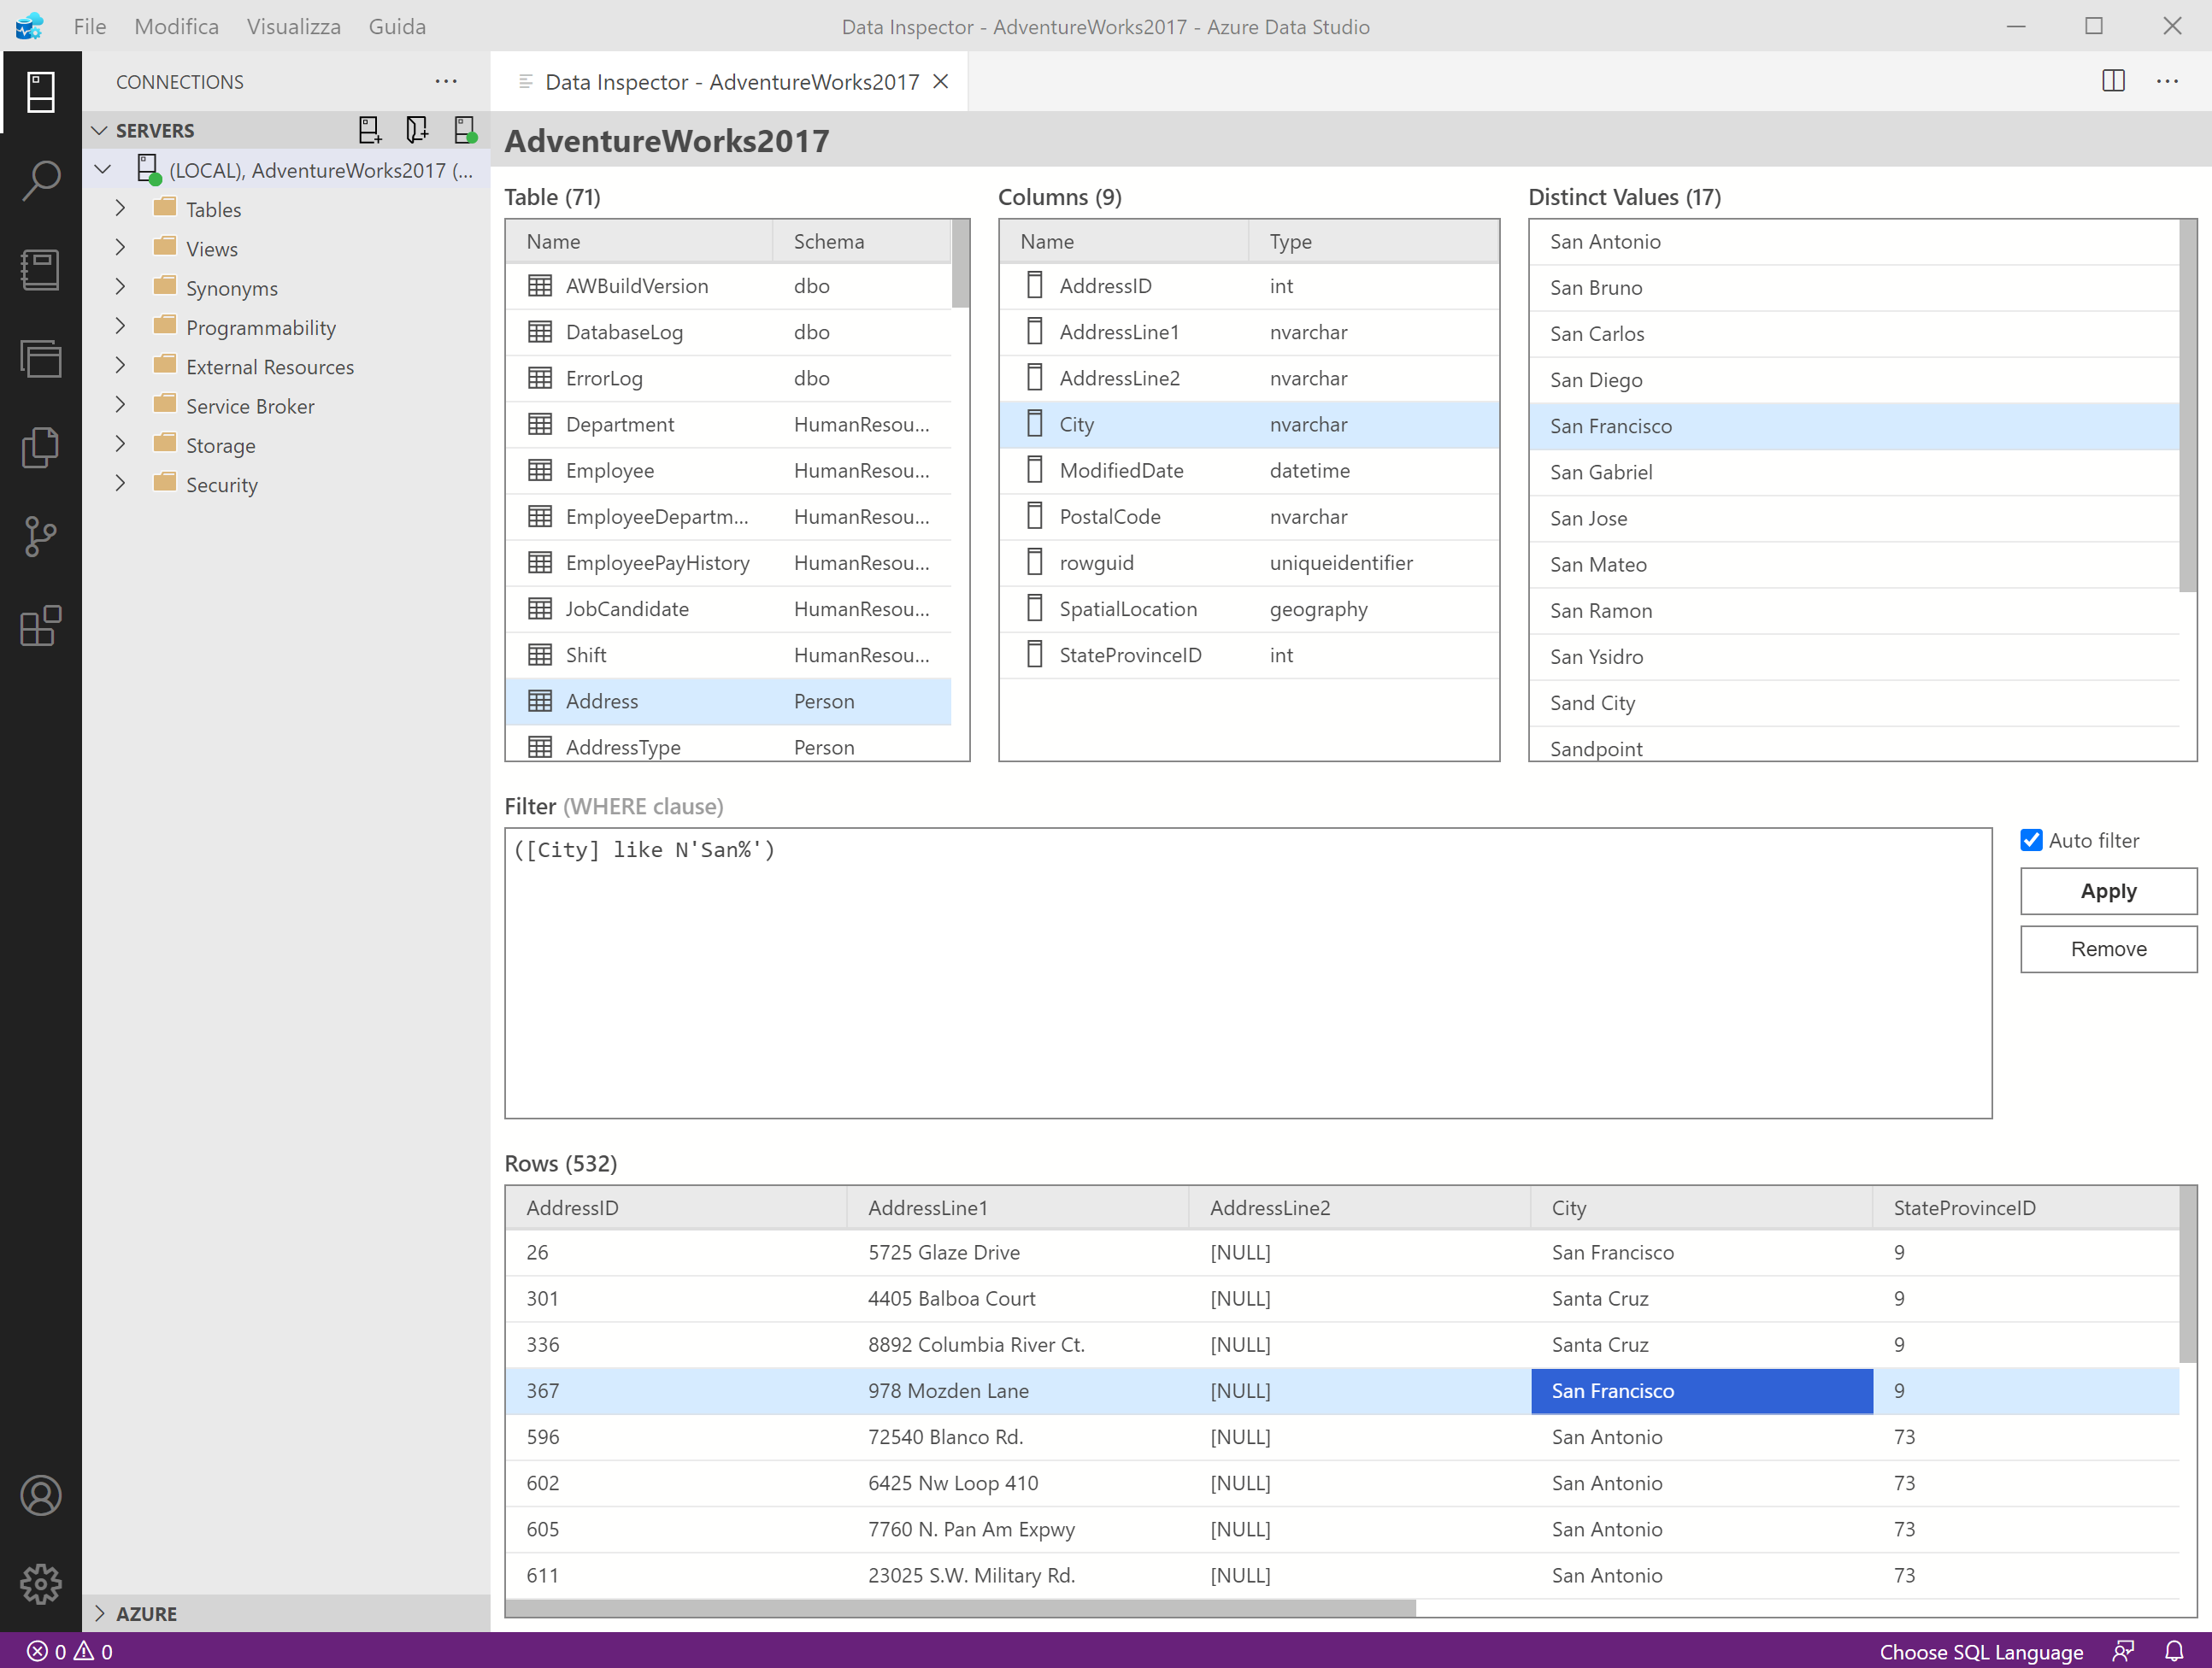 File Modifica Visualizza Guida Data Inspector - AdventureWorks2017 - Azure Data Studio
CONNECTIONS
Data Inspector - AdventureWorks2017
SERVERS
(LOCAL), AdventureWorks2017 (...
Tables
Views
Synonyms
Programmability
External Resources
Service Broker
Storage
Security
AZURE
AdventureWorks2017
Table (71)
Name Schema
AWBuildVersion dbo
DatabaseLog dbo
ErrorLog dbo
Department HumanResou...
Employee HumanResou...
EmployeeDepartm... HumanResou...
EmployeePayHistory HumanResou...
JobCandidate HumanResou...
Shift HumanResou...
Address Person
AddressType Person
Columns (9)
Name Type
AddressID int
AddressLine1 nvarchar
AddressLine2 nvarchar
City nvarchar
ModifiedDate datetime
PostalCode nvarchar
rowguid uniqueidentifier
SpatialLocation geography
StateProvinceID int
Distinct Values (17)
San Antonio
San Bruno
San Carlos
San Diego
San Francisco
San Gabriel
San Jose
San Mateo
San Ramon
San Ysidro
Sand City
Sandpoint
Filter (WHERE clause)
([City] like N'San%')
Auto filter
Apply
Remove
Rows (532)
AddressID AddressLine1 AddressLine2 City StateProvinceID
26 5725 Glaze Drive [NULL] San Francisco 9
301 4405 Balboa Court [NULL] Santa Cruz 9
336 8892 Columbia River Ct. [NULL] Santa Cruz 9
367 978 Mozden Lane [NULL] San Francisco 9
596 72540 Blanco Rd. [NULL] San Antonio 73
602 6425 Nw Loop 410 [NULL] San Antonio 73
605 7760 N. Pan Am Expwy [NULL] San Antonio 73
611 23025 S.W. Military Rd. [NULL] San Antonio 73
0 0 Choose SQL Language